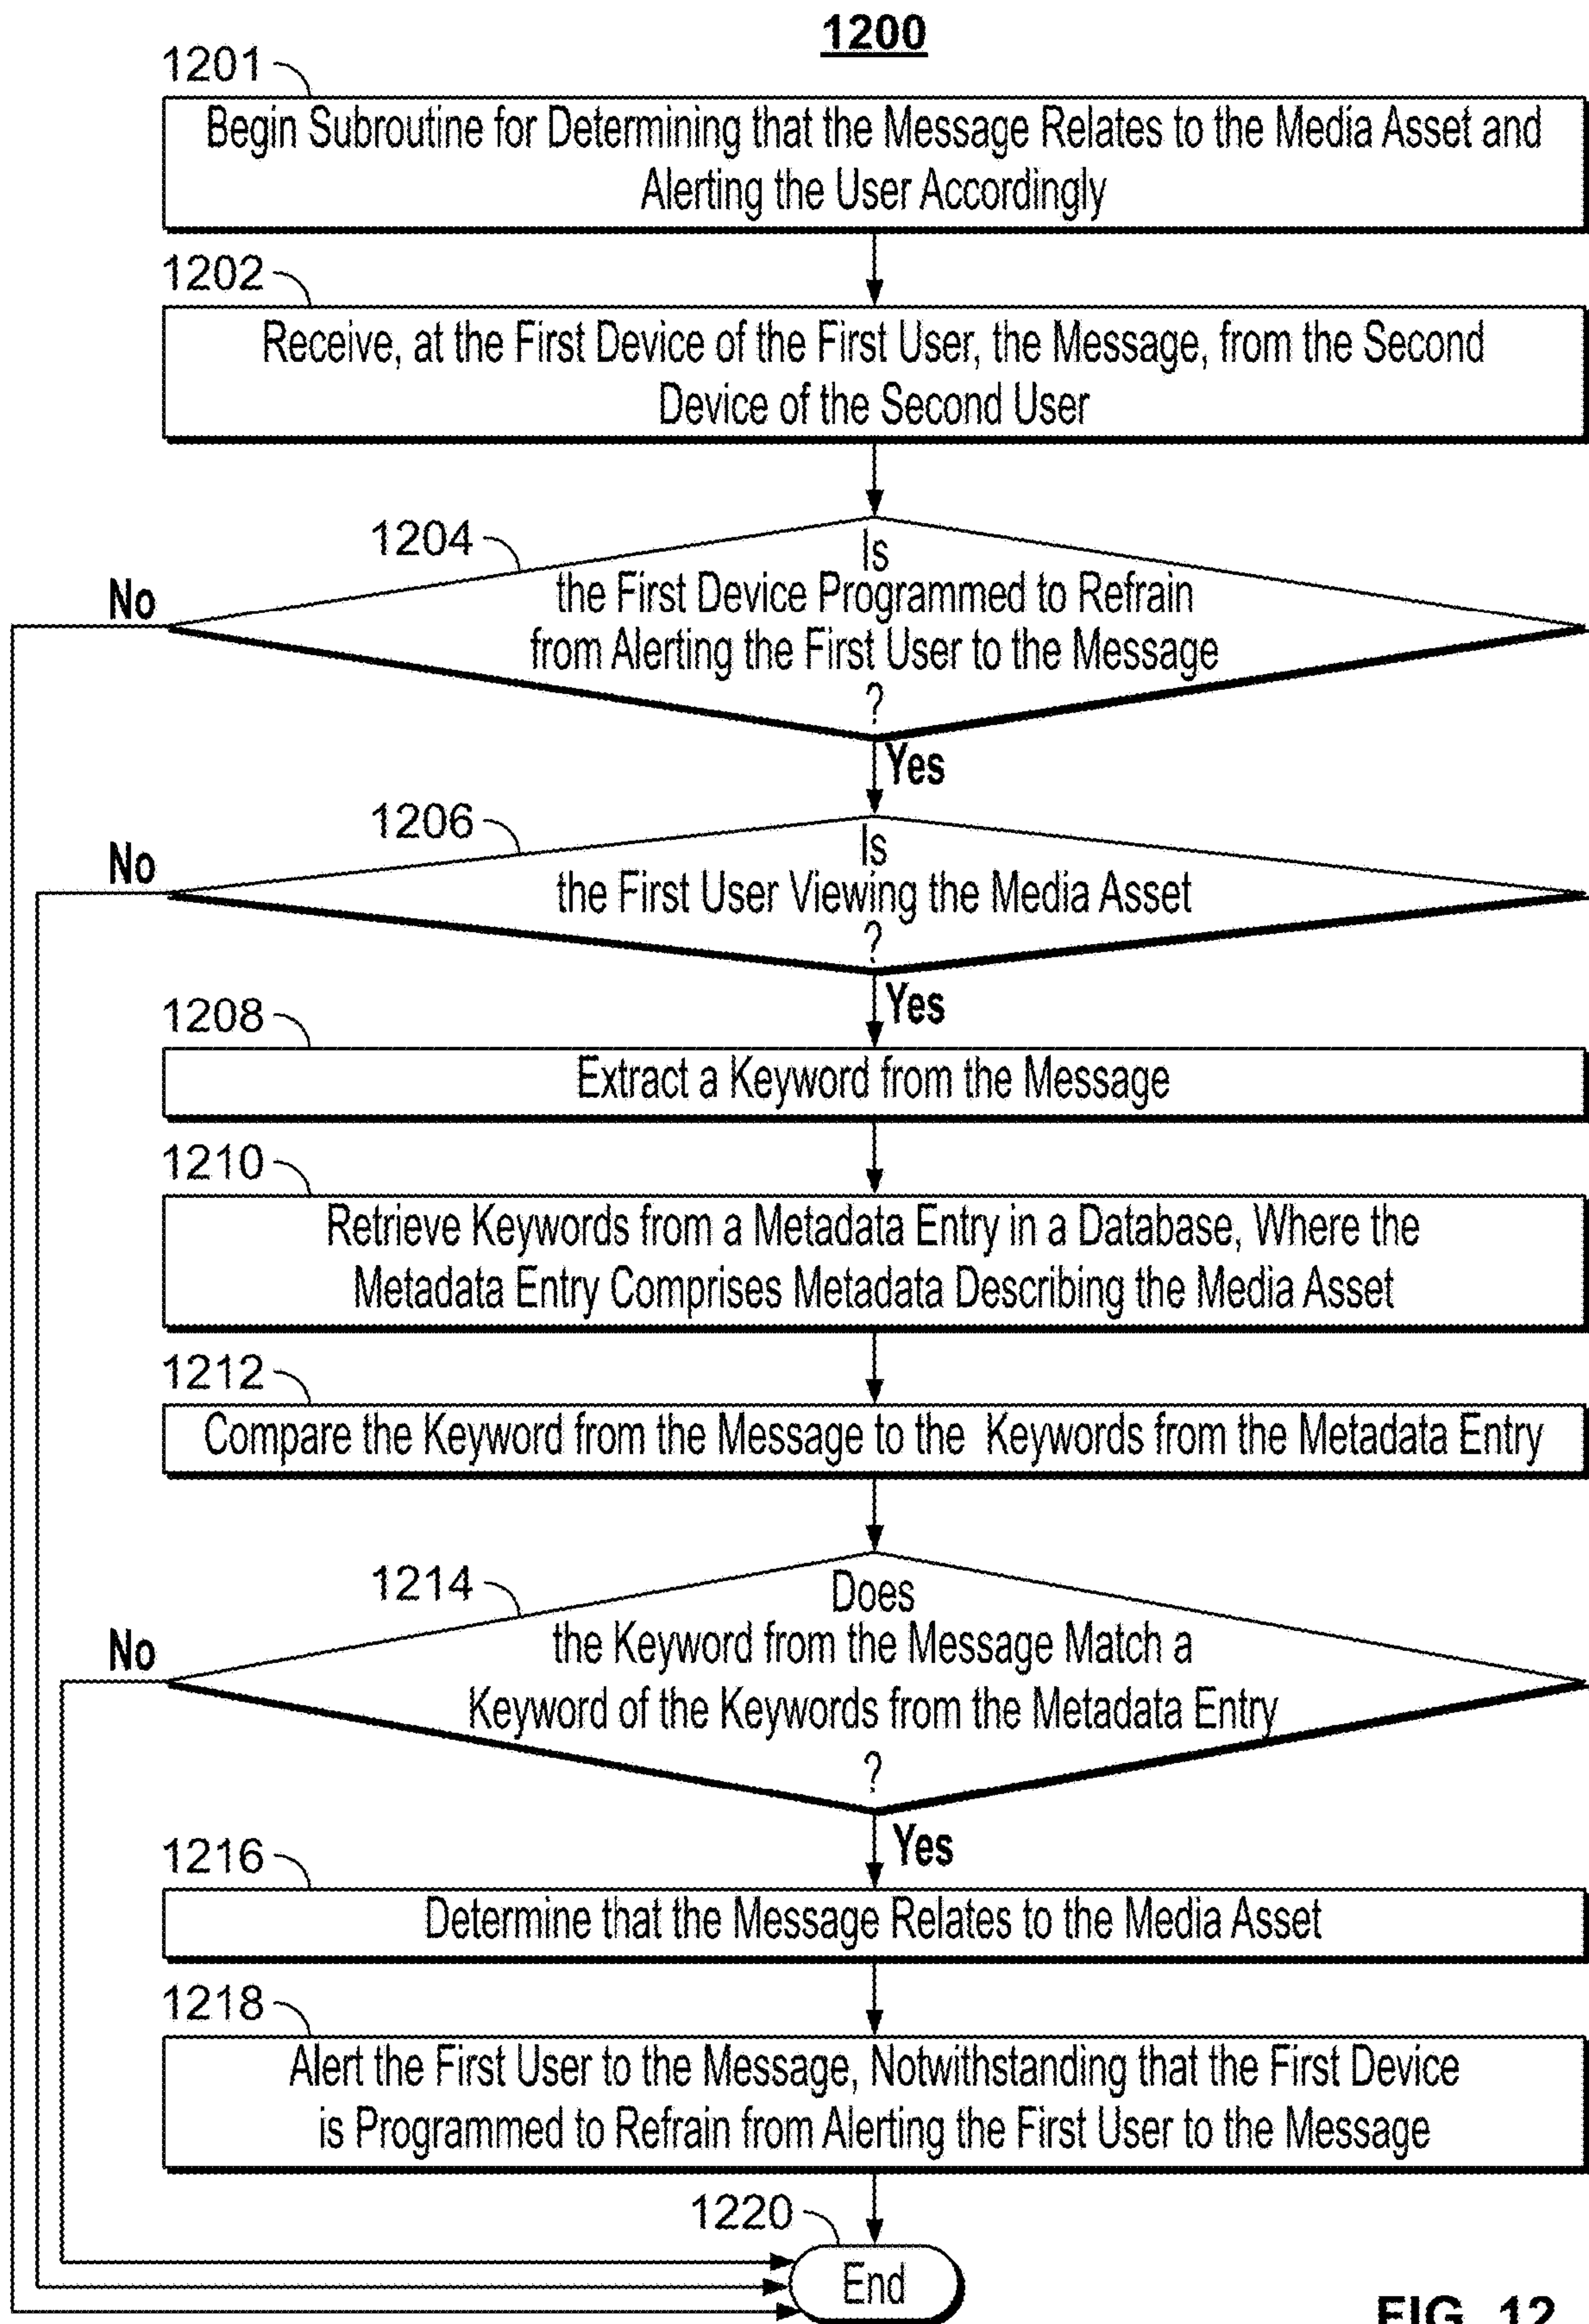 1200
1201
Begin Subroutine for Determining that the Message Relates to the Media Asset and
Alerting the User Accordingly
1202
Receive, at the First Device of the First User, the Message, from the Second
Device of the Second User
1204
Is
the First Device Programmed to Refrain
from Alerting the First User to the Message
?
No
Yes
1206
Is
the First User Viewing the Media Asset
?
No
Yes
1208
Extract a Keyword from the Message
1210
Retrieve Keywords from a Metadata Entry in a Database, Where the
Metadata Entry Comprises Metadata Describing the Media Asset
1212
Compare the Keyword from the Message to the Keywords from the Metadata Entry
1214
Does
the Keyword from the Message Match a
Keyword of the Keywords from the Metadata Entry
?
No
Yes
1216
Determine that the Message Relates to the Media Asset
1218
Alert the First User to the Message, Notwithstanding that the First Device
is Programmed to Refrain from Alerting the First User to the Message
1220
End
FIG. 12